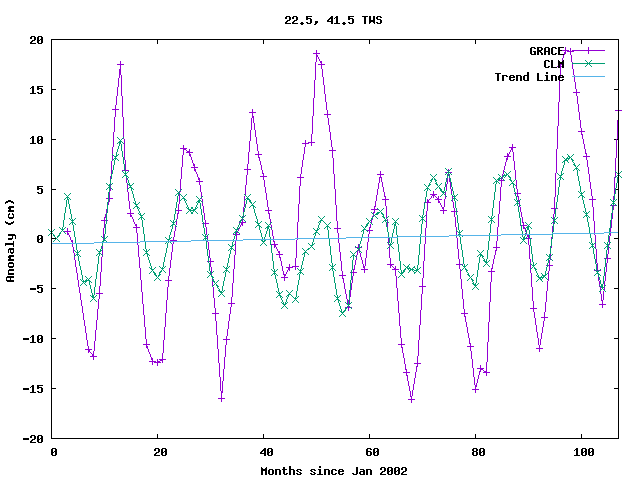 22.5, 41.5 TWS
GRACE
CLM
Trend Line
20
15
10
5
0
-5
-10
-15
-20
Anomaly (cm)
0 20 40 60 80 100
Months since Jan 2002